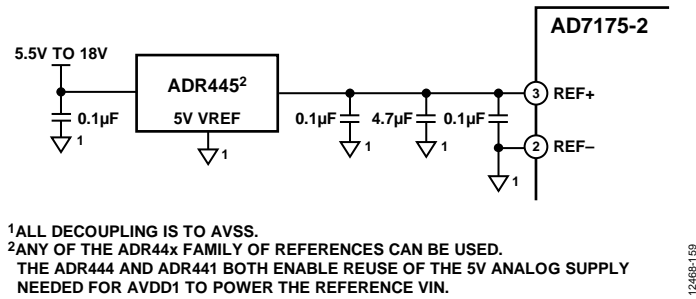 AD7175-2
5.5V TO 18V
ADR445²
5V VREF
0.1µF
0.1µF
4.7µF
0.1µF
3 REF+
2 REF–
1
1
1
1
1
¹ALL DECOUPLING IS TO AVSS.
²ANY OF THE ADR44x FAMILY OF REFERENCES CAN BE USED.
THE ADR444 AND ADR441 BOTH ENABLE REUSE OF THE 5V ANALOG SUPPLY
NEEDED FOR AVDD1 TO POWER THE REFERENCE VIN.
12468-159